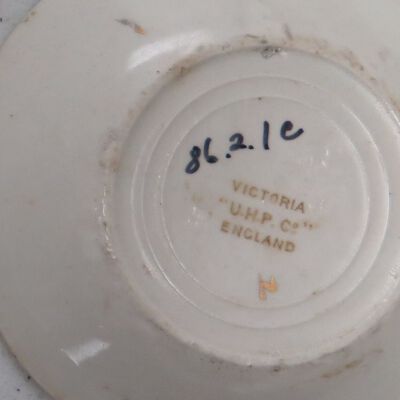 86.2.1c
VICTORIA
"U.H.P. Co"
ENGLAND